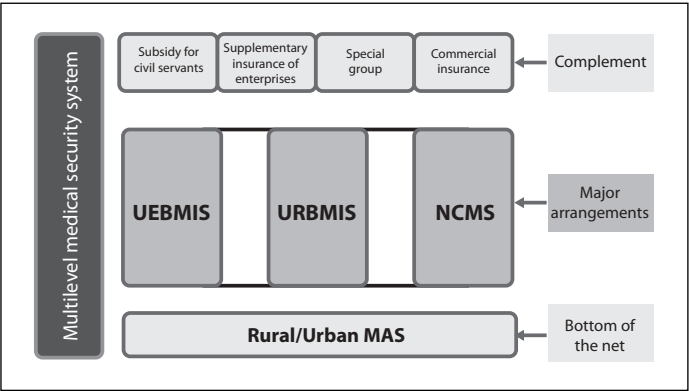 Multilevel medical security system
Subsidy for
civil servants
Supplementary
insurance of
enterprises
Special
group
Commercial
insurance
Complement
UEBMIS
URBMIS
NCMS
Major
arrangements
Rural/Urban MAS
Bottom of
the net